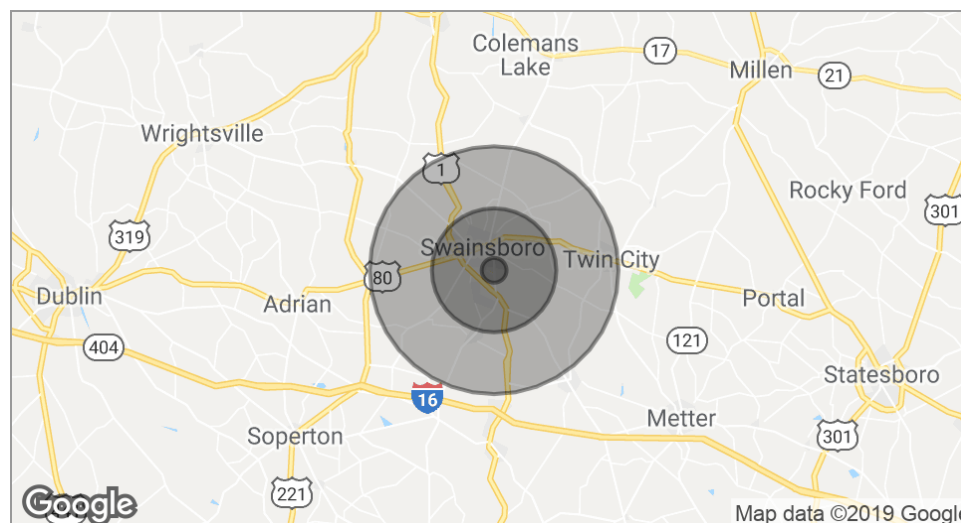 Colemans
Lake
17
Millen
21
Wrightsville
1
Rocky Ford
301
319
Swainsboro
Twin City
80
Dublin
Adrian
Portal
404
121
Statesboro
16
Metter
Soperton
301
221
Google
Map data ©2019 Google